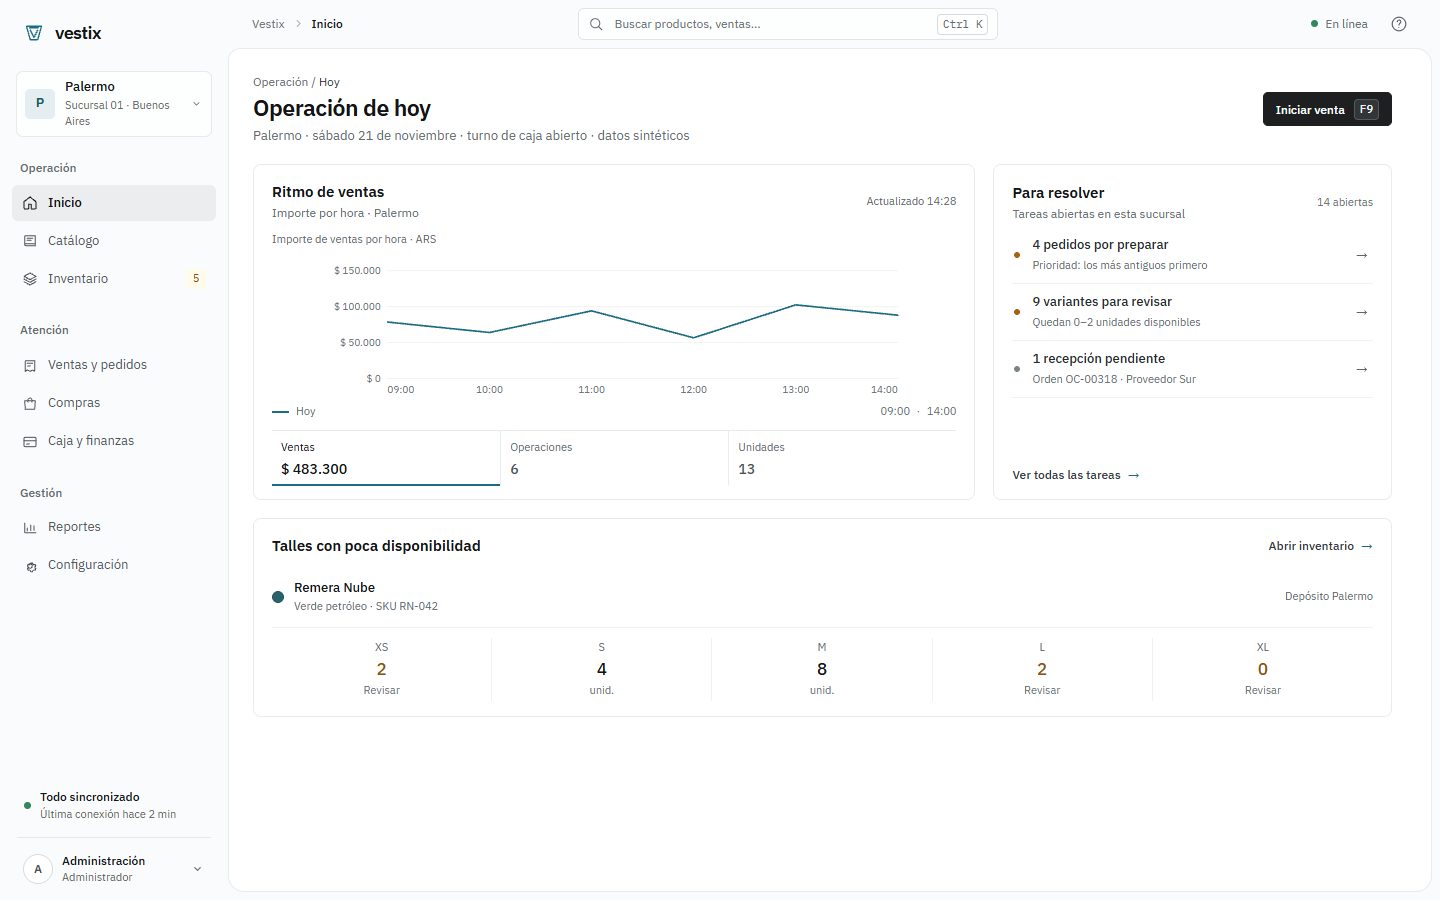 vestix
P
Palermo
Sucursal 01 · Buenos
Aires
Operación
Inicio
Catálogo
Inventario 5
Atención
Ventas y pedidos
Compras
Caja y finanzas
Gestión
Reportes
Configuración
Todo sincronizado
Última conexión hace 2 min
A
Administración
Administrador
Vestix > Inicio
Buscar productos, ventas... Ctrl K
En línea
Operación / Hoy
Operación de hoy
Palermo · sábado 21 de noviembre · turno de caja abierto · datos sintéticos
Iniciar venta F9
Ritmo de ventas
Importe por hora · Palermo
Actualizado 14:28
Importe de ventas por hora · ARS
$ 150.000
$ 100.000
$ 50.000
$ 0
09:00 10:00 11:00 12:00 13:00 14:00
Hoy
09:00 · 14:00
Ventas
$ 483.300
Operaciones
6
Unidades
13
Para resolver
Tareas abiertas en esta sucursal
14 abiertas
4 pedidos por preparar
Prioridad: los más antiguos primero
→
9 variantes para revisar
Quedan 0–2 unidades disponibles
→
1 recepción pendiente
Orden OC-00318 · Proveedor Sur
→
Ver todas las tareas →
Talles con poca disponibilidad
Abrir inventario →
Remera Nube
Verde petróleo · SKU RN-042
Depósito Palermo
XS S M L XL
2 4 8 2 0
Revisar unid. unid. Revisar Revisar